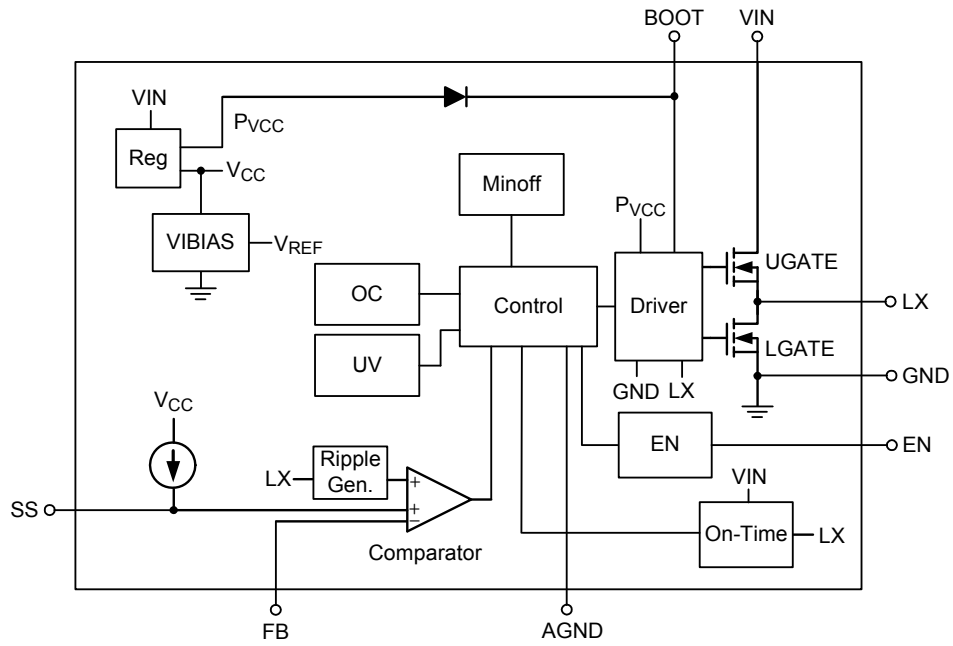 BOOT VIN
VIN
PVCC
Reg
VCC
Minoff
PVCC
VIBIAS
VREF
UGATE
OC
Control
Driver
LX
UV
LGATE
GND LX
GND
VCC
EN
EN
LX
Ripple
Gen.
+
VIN
SS
+
−
On-Time
LX
Comparator
FB
AGND